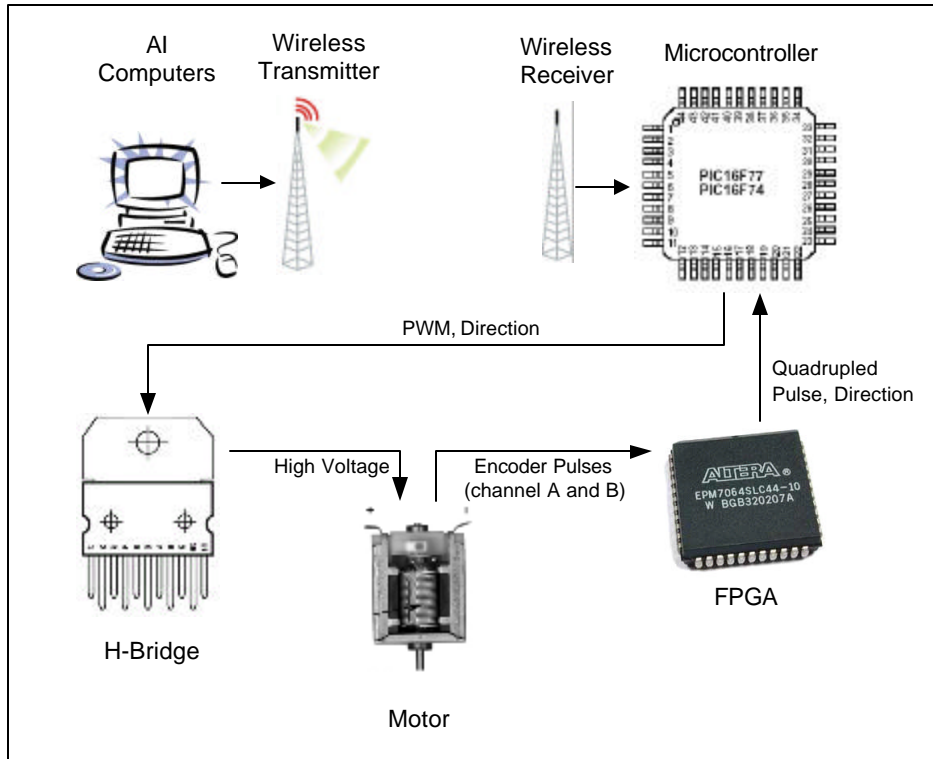 AI
Computers
Wireless
Transmitter
Wireless
Receiver
Microcontroller
PIC16F77
PIC16F74
PWM, Direction
Quadrupled
Pulse, Direction
High Voltage
Encoder Pulses
(channel A and B)
ALTERA ®
EPM7064SLC44-10
W BGB320207A
FPGA
H-Bridge
Motor